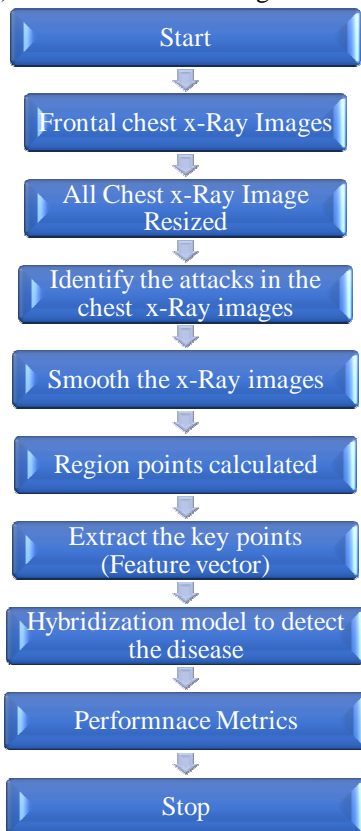 Start
Frontal chest x-Ray Images
All Chest x-Ray Image
Resized
Identify the attacks in the
chest x-Ray images
Smooth the x-Ray images
Region points calculated
Extract the key points
(Feature vector)
Hybridization model to detect
the disease
Performnace Metrics
Stop